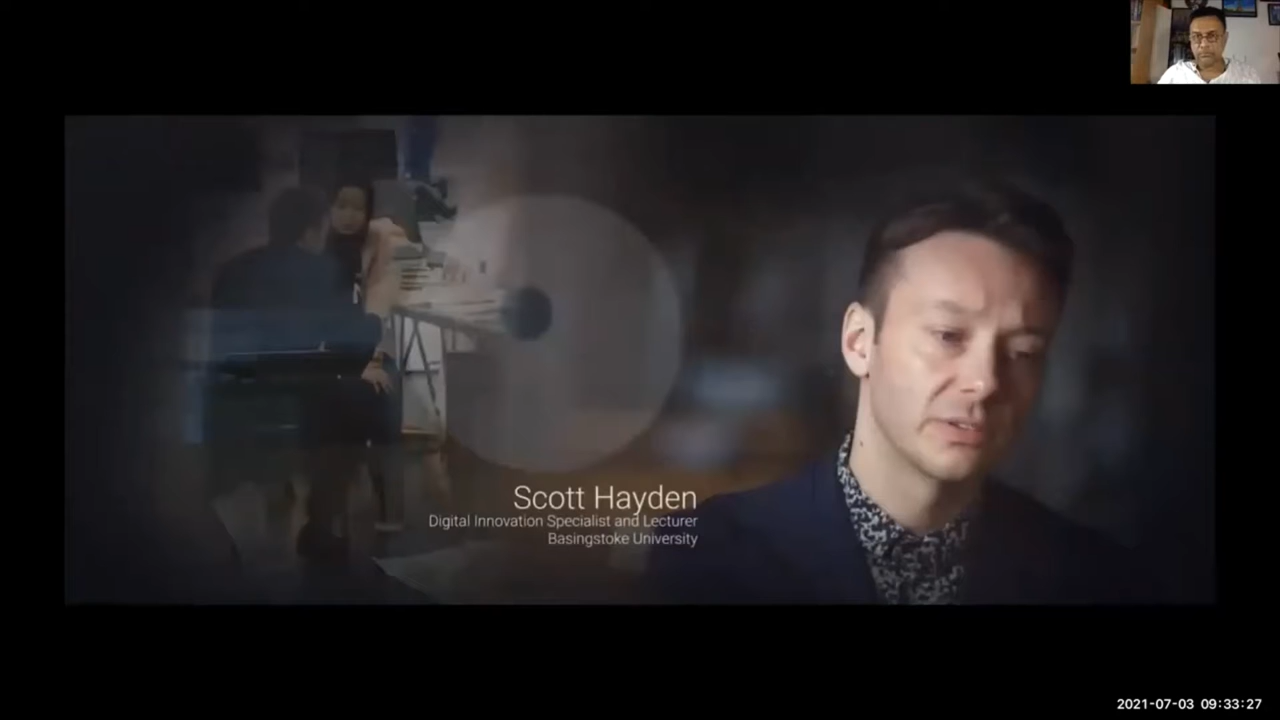 Scott Hayden
Digital Innovation Specialist and Lecturer
Basingstoke University
2021-07-03 09:33:27